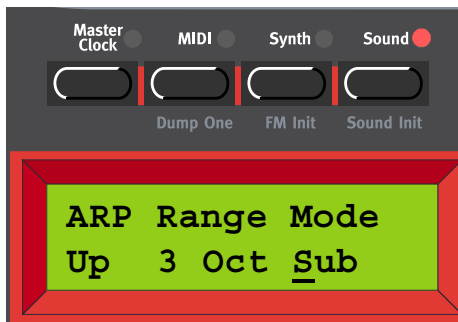 Master Clock MIDI Synth Sound
Dump One FM Init Sound Init
ARP Range Mode
Up 3 Oct Sub